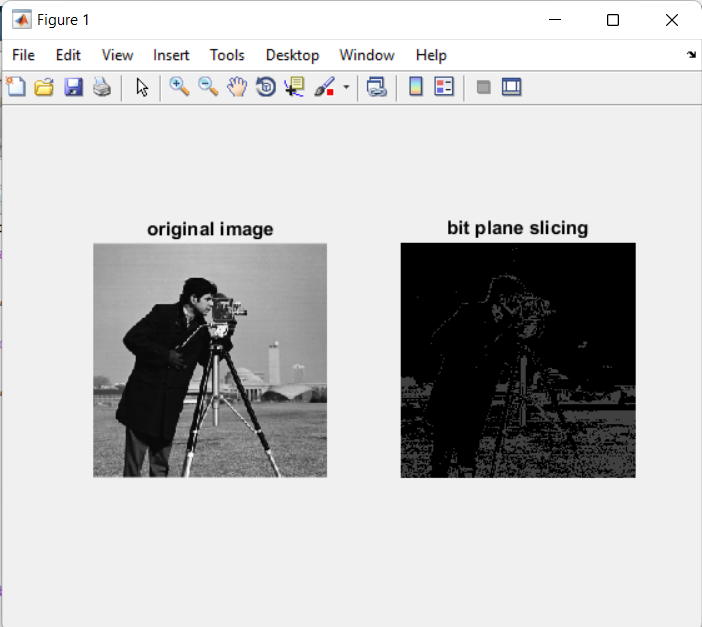 Figure 1
File Edit View Insert Tools Desktop Window Help
original image
bit plane slicing